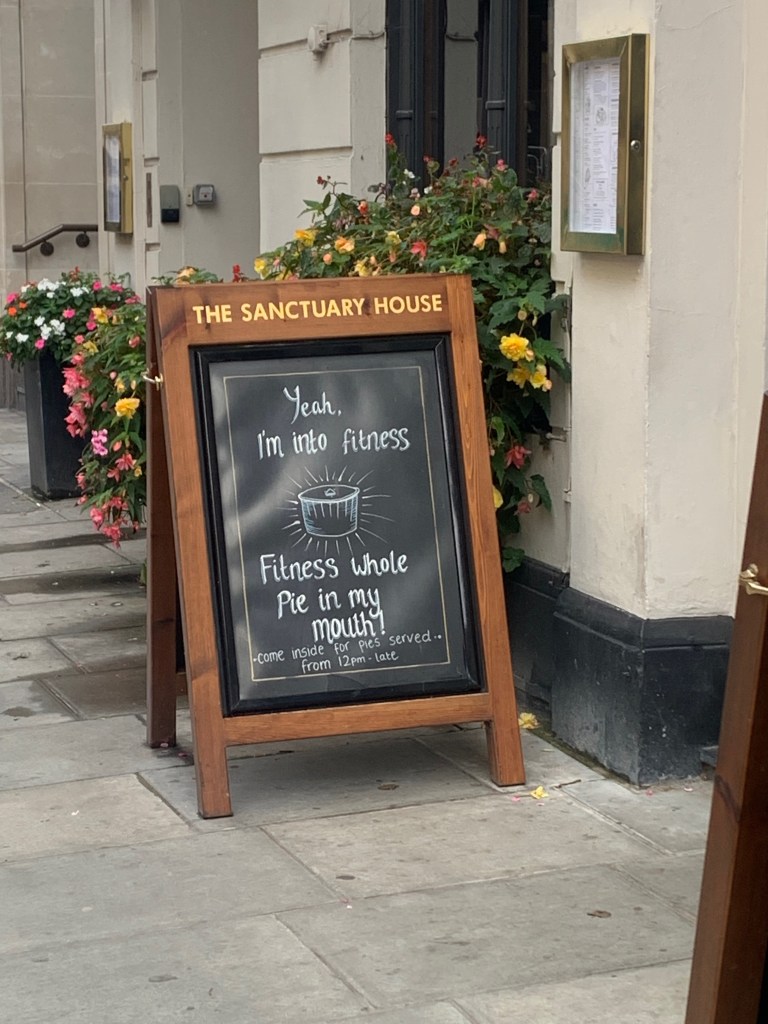 THE SANCTUARY HOUSE
Yeah,
I'm into fitness
Fitness whole
Pie in my
mouth!
-come inside for pies served-
from 12pm - late